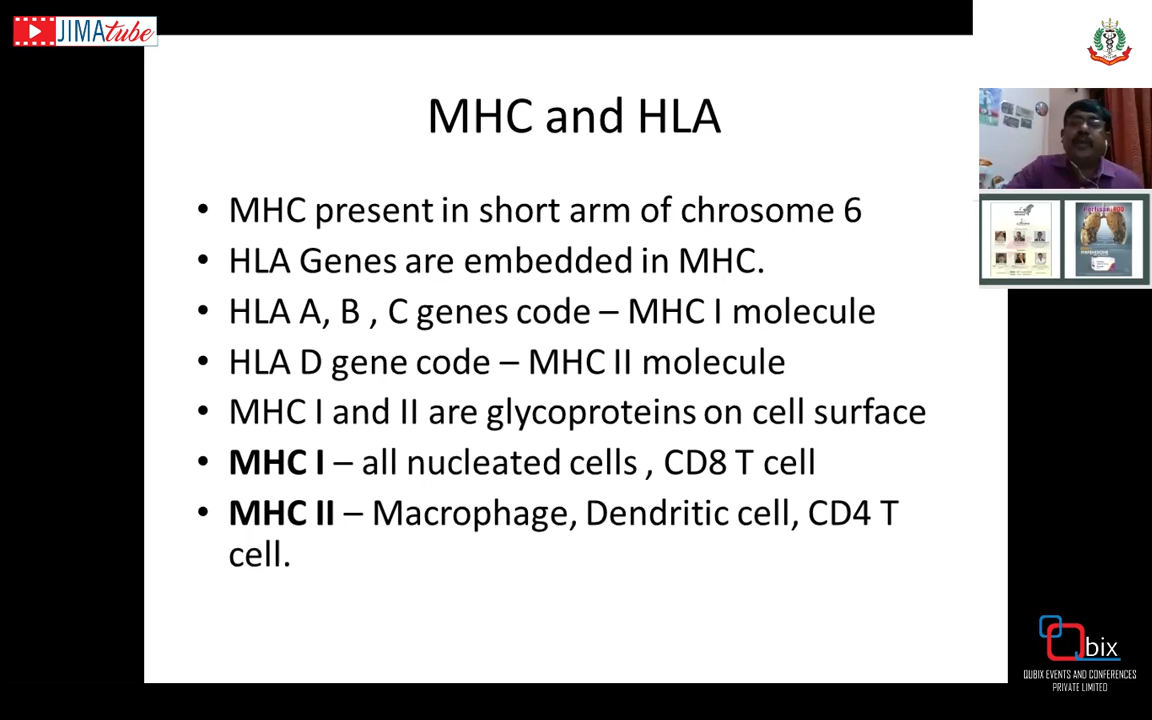 JIMAtube
MHC and HLA
• MHC present in short arm of chrosome 6
• HLA Genes are embedded in MHC.
• HLA A, B , C genes code – MHC I molecule
• HLA D gene code – MHC II molecule
• MHC I and II are glycoproteins on cell surface
• MHC I – all nucleated cells , CD8 T cell
• MHC II – Macrophage, Dendritic cell, CD4 T
cell.
Qbix
QUBIX EVENTS AND CONFERENCES
PRIVATE LIMITED